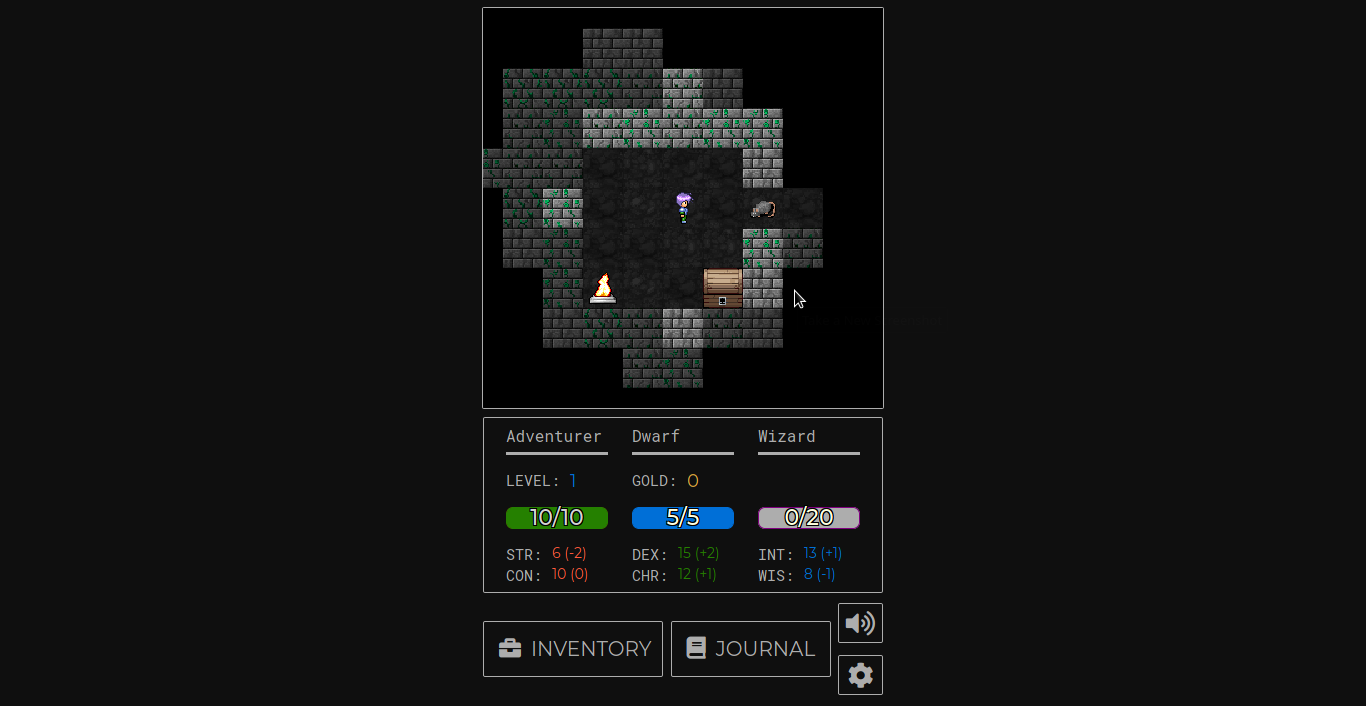 Adventurer Dwarf Wizard
LEVEL: 1 GOLD: 0
10/10 5/5 0/20
STR: 6 (-2) DEX: 15 (+2) INT: 13 (+1)
CON: 10 (0) CHR: 12 (+1) WIS: 8 (-1)
INVENTORY JOURNAL